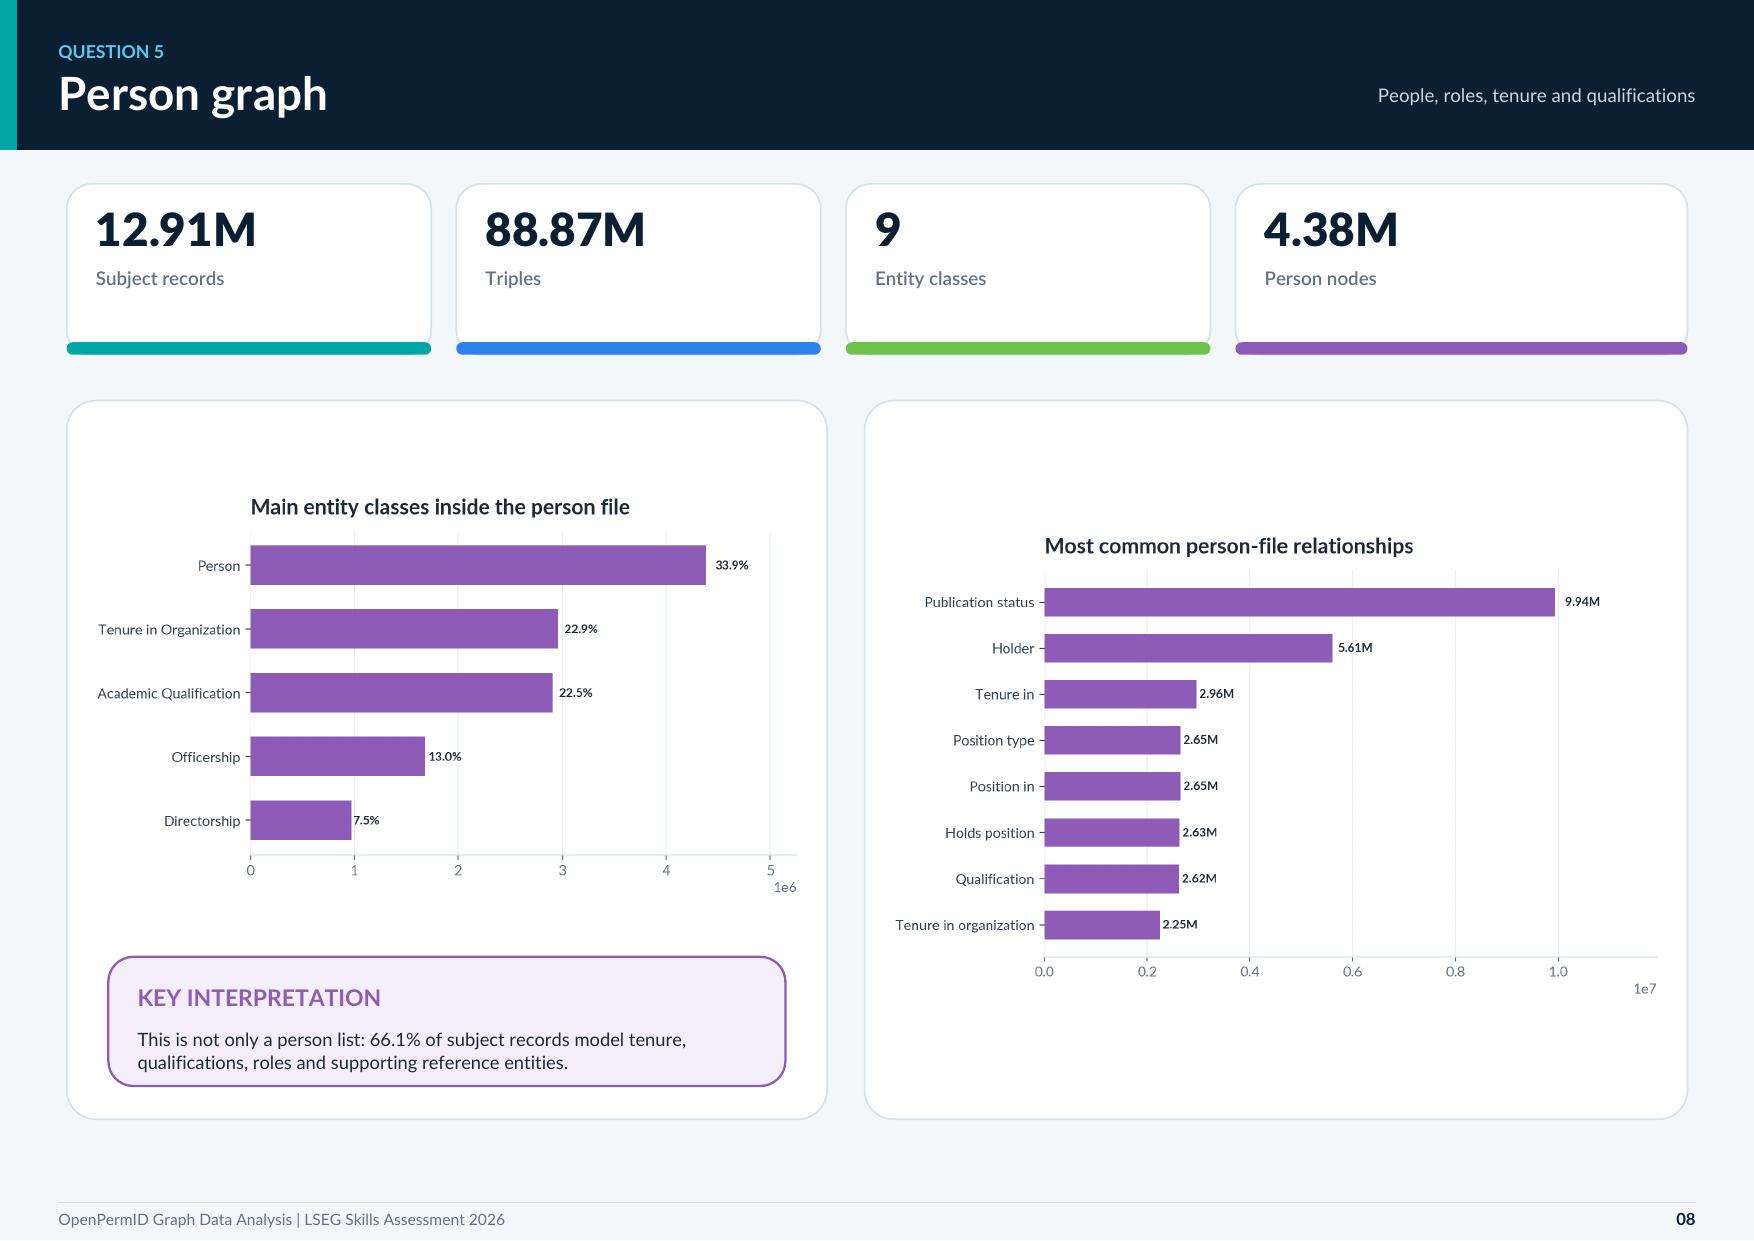 QUESTION 5
Person graph
People, roles, tenure and qualifications
12.91M
Subject records
88.87M
Triples
9
Entity classes
4.38M
Person nodes
Main entity classes inside the person file
Person 33.9%
Tenure in Organization 22.9%
Academic Qualification 22.5%
Officership 13.0%
Directorship 7.5%
0 1 2 3 4 5
1e6
KEY INTERPRETATION
This is not only a person list: 66.1% of subject records model tenure,
qualifications, roles and supporting reference entities.
Most common person-file relationships
Publication status 9.94M
Holder 5.61M
Tenure in 2.96M
Position type 2.65M
Position in 2.65M
Holds position 2.63M
Qualification 2.62M
Tenure in organization 2.25M
0.0 0.2 0.4 0.6 0.8 1.0
1e7
OpenPermID Graph Data Analysis | LSEG Skills Assessment 2026
08